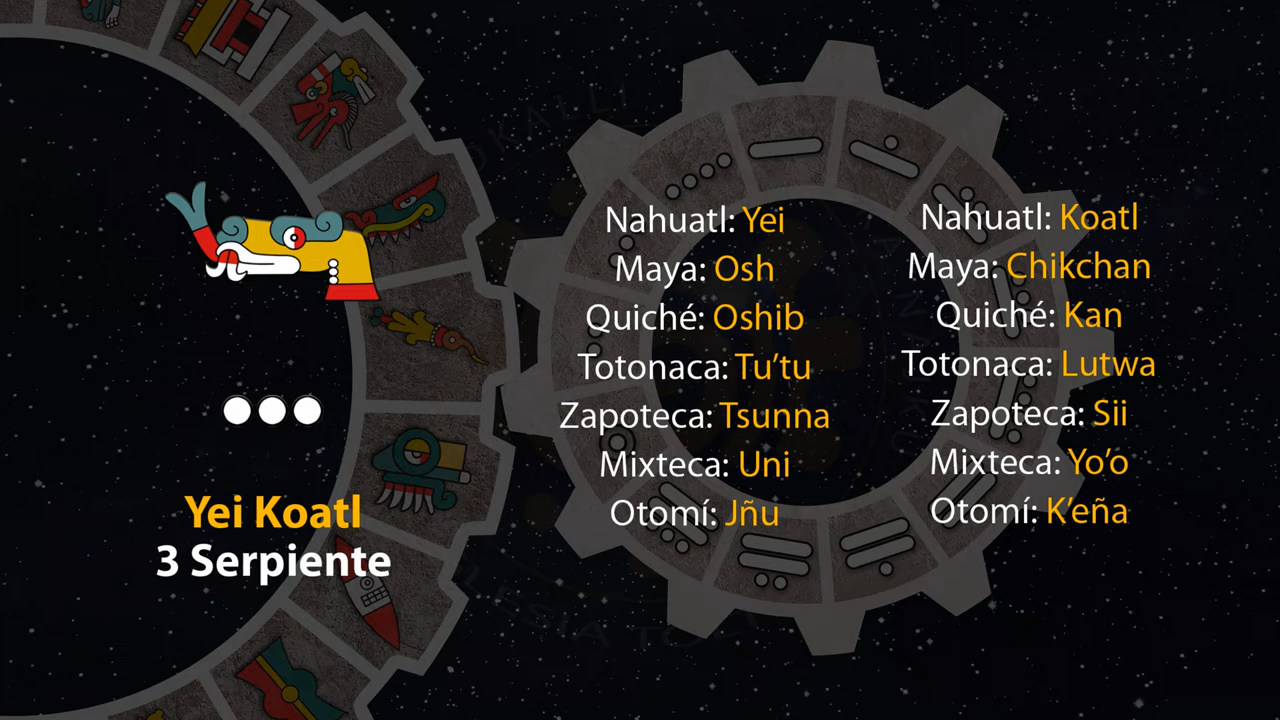 Nahuatl: Yei
Maya: Osh
Quiché: Oshib
Totonaca: Tu’tu
Zapoteca: Tsunna
Mixteca: Uni
Otomí: Jñu
Nahuatl: Koatl
Maya: Chikchan
Quiché: Kan
Totonaca: Lutwa
Zapoteca: Sii
Mixteca: Yo’o
Otomí: K’eña
Yei Koatl
3 Serpiente